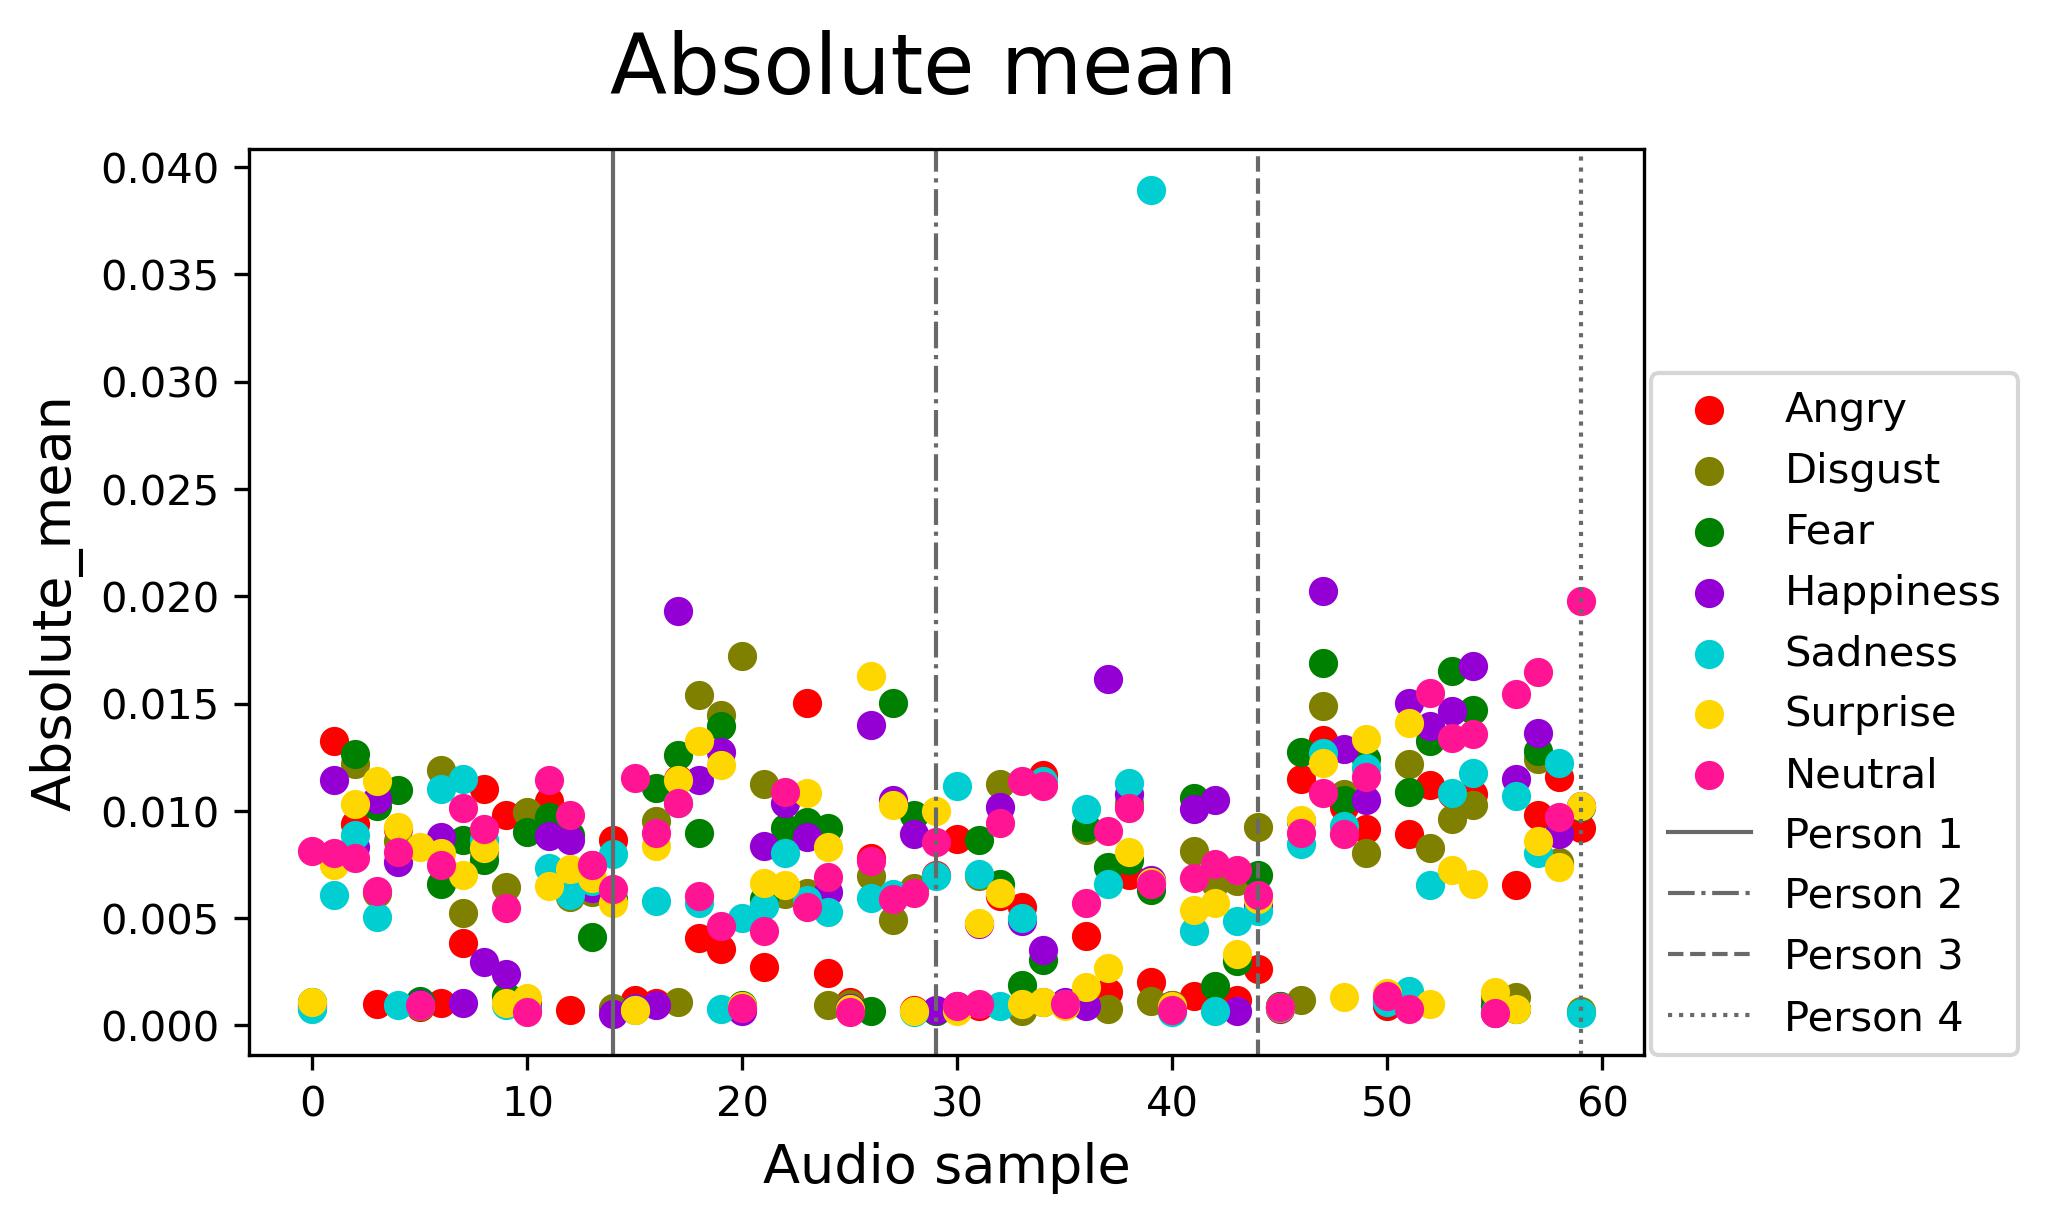 Absolute mean
Absolute_mean
0.040
0.035
0.030
0.025
0.020
0.015
0.010
0.005
0.000
0 10 20 30 40 50 60
Audio sample
Angry
Disgust
Fear
Happiness
Sadness
Surprise
Neutral
Person 1
Person 2
Person 3
Person 4